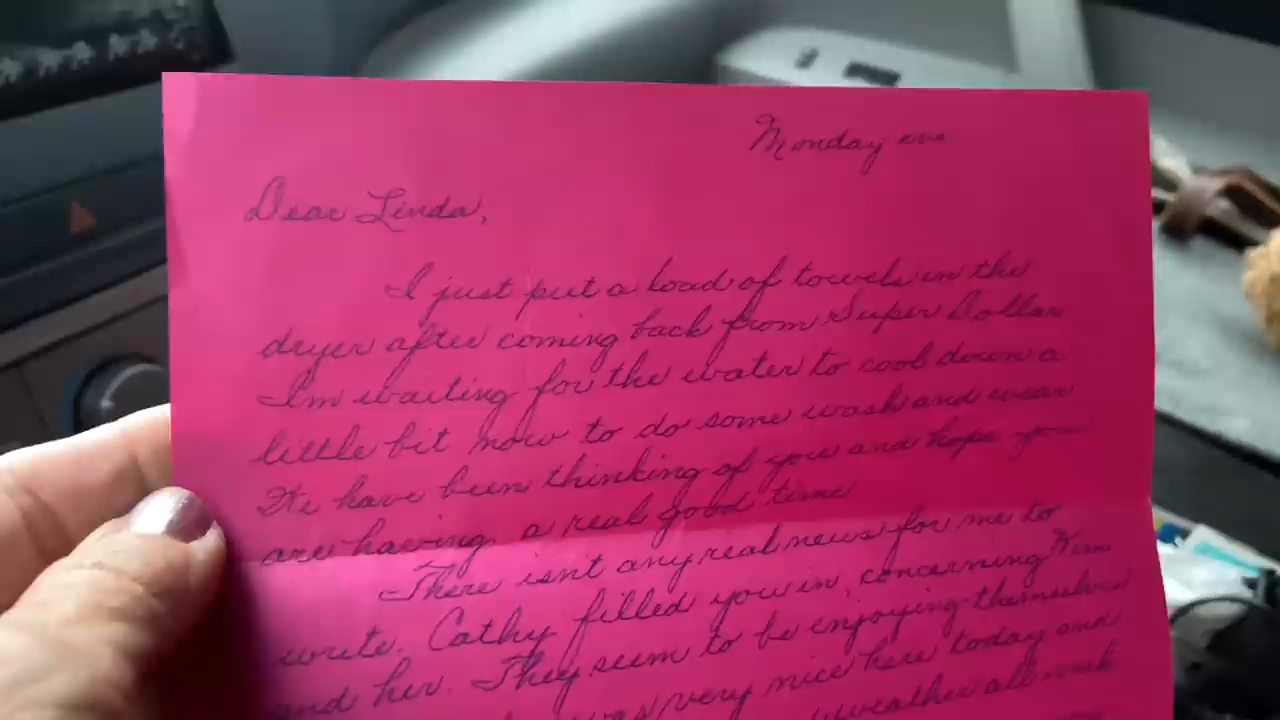 Monday eve
Dear Linda,
I just put a load of towels in the
dryer after coming back from Super Dollar
I'm waiting for the water to cool down a
little bit now to do some wash and wear
We have been thinking of you and hope you
are having a real good time
There isn't any real news for me to
write. Cathy filled you in, concerning Kim
and her. They seem to be enjoying themselves
was very nice here today and
weather all week